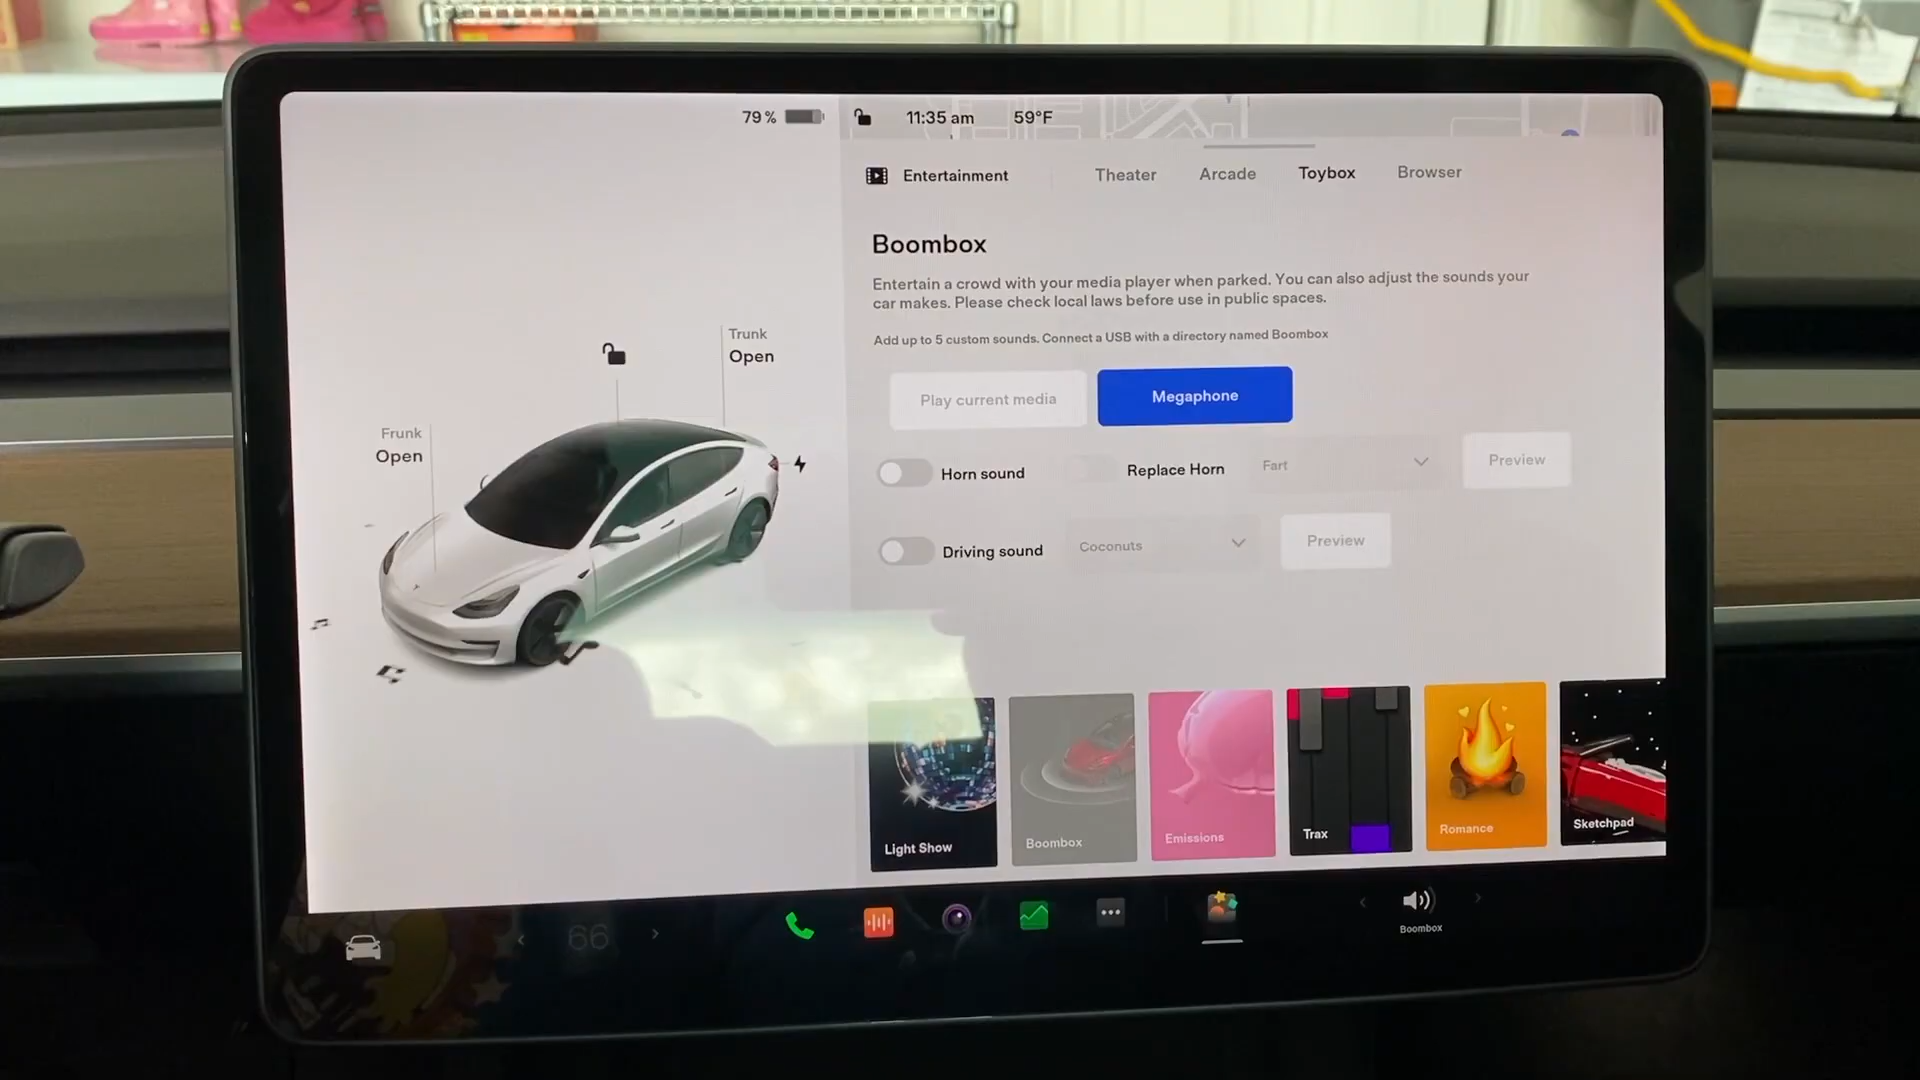 79 %
11:35 am
59°F
Entertainment
Theater
Arcade
Toybox
Browser
Boombox
Entertain a crowd with your media player when parked. You can also adjust the sounds your
car makes. Please check local laws before use in public spaces.
Add up to 5 custom sounds. Connect a USB with a directory named Boombox
Play current media
Megaphone
Horn sound
Replace Horn
Fart
Preview
Driving sound
Coconuts
Preview
Trunk
Open
Frunk
Open
Light Show
Boombox
Emissions
Trax
Romance
Sketchpad
66
Boombox